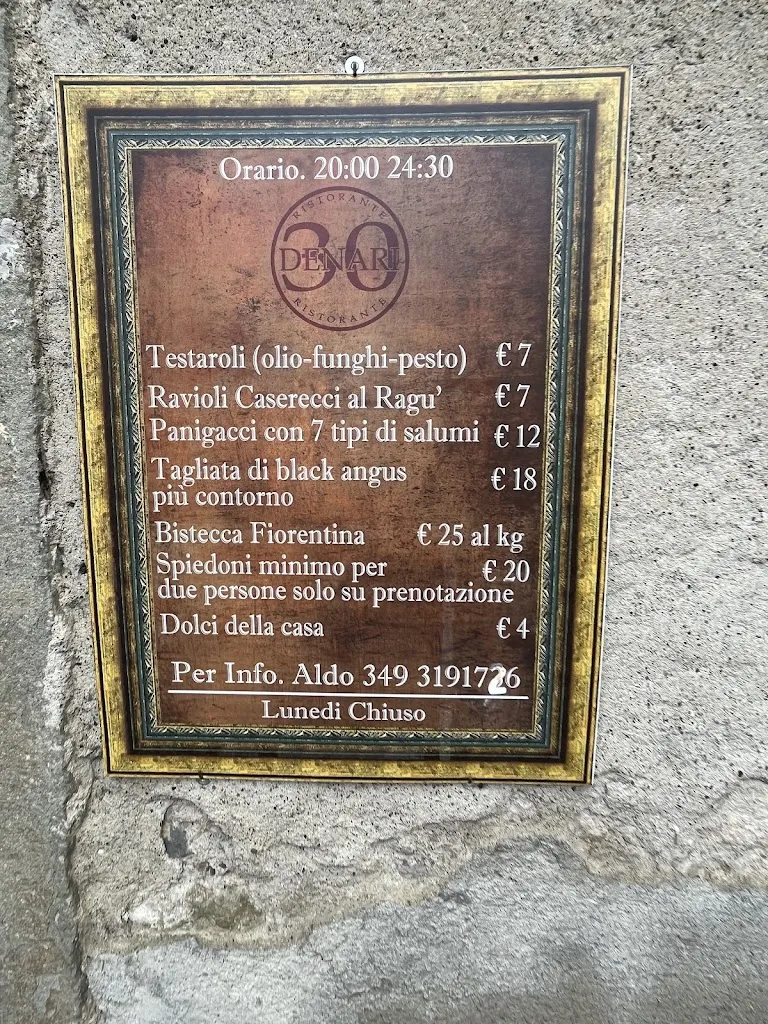 Orario. 20:00 24:30
RISTORANTE
30
DENARI
RISTORANTE
Testaroli (olio-funghi-pesto) € 7
Ravioli Caserecci al Ragu' € 7
Panigacci con 7 tipi di salumi € 12
Tagliata di black angus € 18
più contorno
Bistecca Fiorentina € 25 al kg
Spiedoni minimo per € 20
due persone solo su prenotazione
Dolci della casa € 4
Per Info. Aldo 349 3191726
Lunedi Chiuso